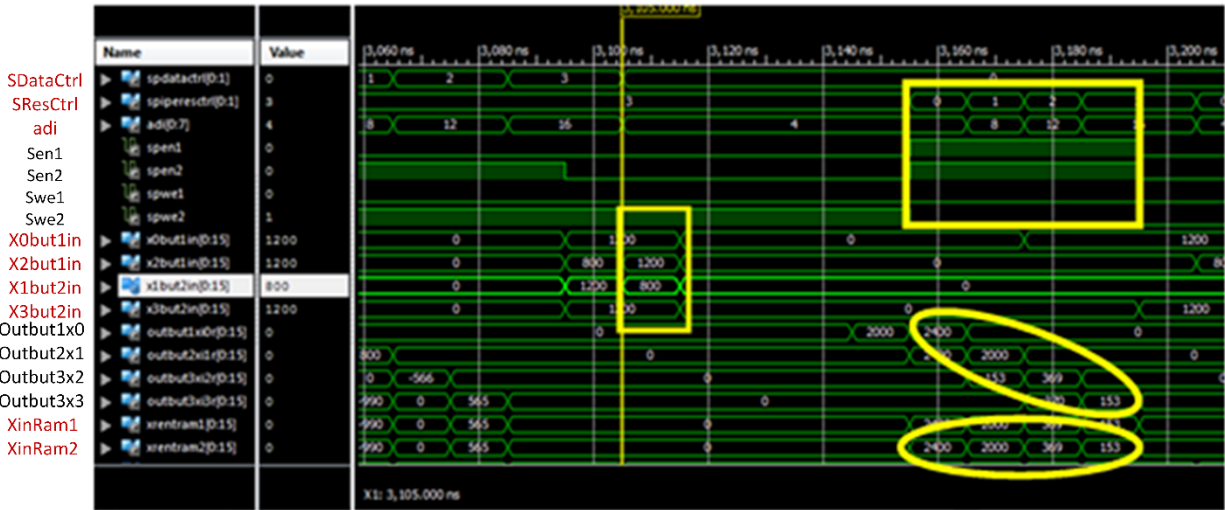 3,105.000 ns
Name Value 3,060 ns 3,080 ns 3,100 ns 3,120 ns 3,140 ns 3,160 ns 3,180 ns 3,200 ns
SDataCtrl spdatactrl[0:1] 0 1 2 3 0
SResCtrl spiperesctrl[0:1] 3 3 0 1 2
adi adi[0:7] 4 8 12 16 4 8 12
Sen1 spen1 0
Sen2 spen2 0
Swe1 spwe1 0
Swe2 spwe2 1
X0but1in x0but1in[0:15] 1200 0 1200 0 1200
X2but1in x2but1in[0:15] 1200 0 800 1200 0
X1but2in x1but2in[0:15] 800 0 1200 800 0
X3but2in x3but2in[0:15] 1200 0 1200 0 1200
Outbut1x0 outbut1xi0r[0:15] 0 0 2000 2400 0
Outbut2x1 outbut2xi1r[0:15] 0 800 0 2000 0
Outbut3x2 outbut3xi2r[0:15] 0 0 -566 0 153 369 0
Outbut3x3 outbut3xi3r[0:15] 0 -990 0 565 0 153
XinRam1 xrentram1[0:15] 0 -990 0 565 0 2400 2000 369 153
XinRam2 xrentram2[0:15] 0 -990 0 565 0 2400 2000 369 153
X1: 3,105.000 ns